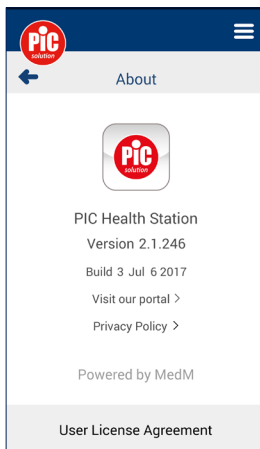 PiC
solution
About
PiC
solution
PIC Health Station
Version 2.1.246
Build 3 Jul 6 2017
Visit our portal >
Privacy Policy >
Powered by MedM
User License Agreement